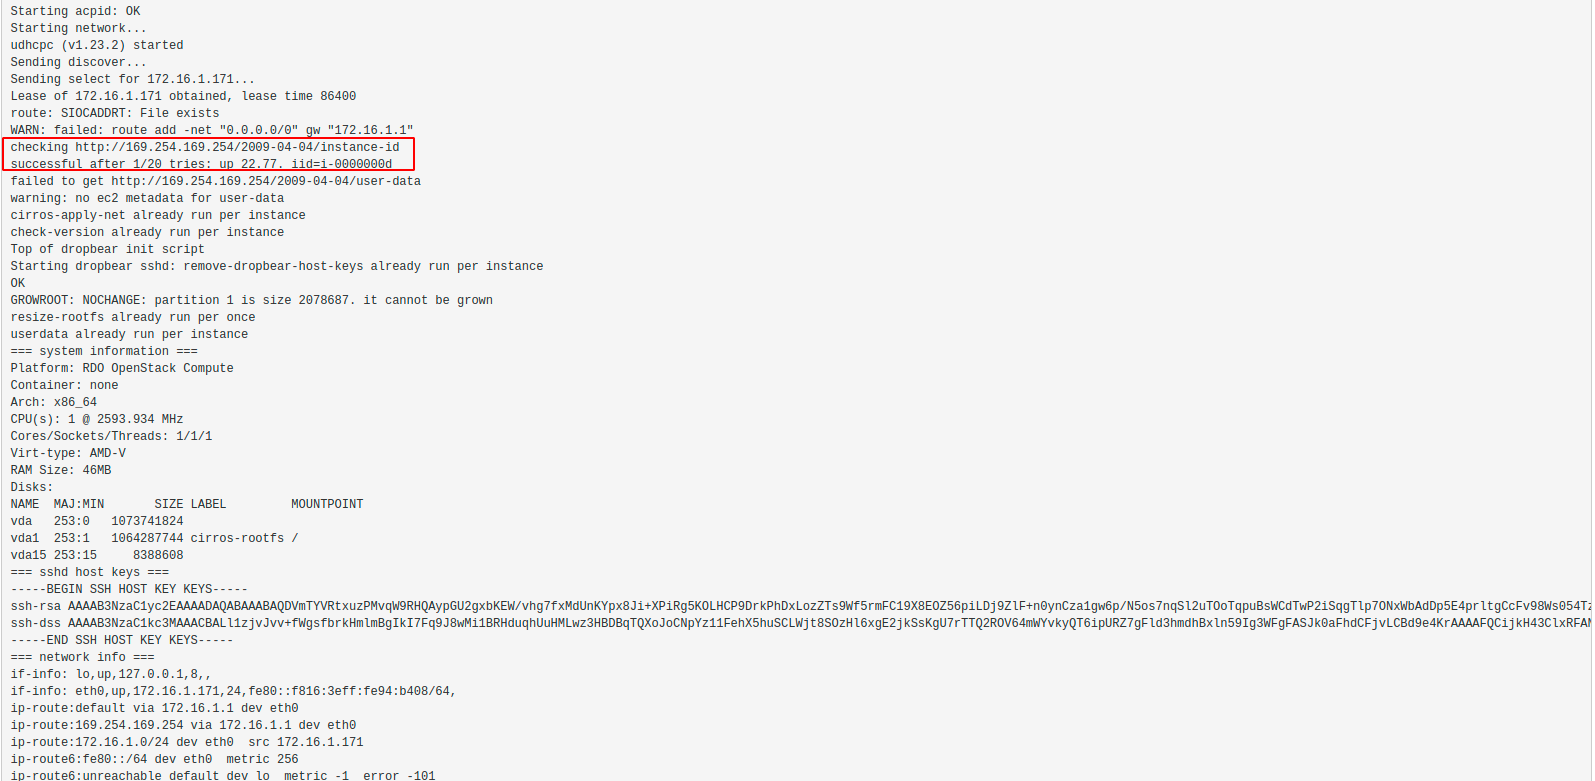 Starting acpid: OK
Starting network...
udhcpc (v1.23.2) started
Sending discover...
Sending select for 172.16.1.171...
Lease of 172.16.1.171 obtained, lease time 86400
route: SIOCADDRT: File exists
WARN: failed: route add -net "0.0.0.0/0" gw "172.16.1.1"
checking http://169.254.169.254/2009-04-04/instance-id
successful after 1/20 tries: up 22.77. iid=i-0000000d
failed to get http://169.254.169.254/2009-04-04/user-data
warning: no ec2 metadata for user-data
cirros-apply-net already run per instance
check-version already run per instance
Top of dropbear init script
Starting dropbear sshd: remove-dropbear-host-keys already run per instance
OK
GROWROOT: NOCHANGE: partition 1 is size 2078687. it cannot be grown
resize-rootfs already run per once
userdata already run per instance
=== system information ===
Platform: RDO OpenStack Compute
Container: none
Arch: x86_64
CPU(s): 1 @ 2593.934 MHz
Cores/Sockets/Threads: 1/1/1
Virt-type: AMD-V
RAM Size: 46MB
Disks:
NAME  MAJ:MIN       SIZE LABEL         MOUNTPOINT
vda   253:0   1073741824
vda1  253:1   1064287744 cirros-rootfs /
vda15 253:15     8388608
=== sshd host keys ===
-----BEGIN SSH HOST KEY KEYS-----
ssh-rsa AAAAB3NzaC1yc2EAAAADAQABAAABAQDVmTYVRtxuzPMvqW9RHQAypGU2gxbKEW/vhg7fxMdUnKYpx8Ji+XPiRg5KOLHCP9DrkPhDxLozZTs9Wf5rmFC19X8EOZ56piLDj9ZlF+n0ynCza1gw6p/N5os7nqSl2uTOoTqpuBsWCdTwP2iSqgTlp7ONxWbAdDp5E4prltgCcFv98Ws054Tz
ssh-dss AAAAB3NzaC1kc3MAAACBALl1zjvJvv+fWgsfbrkHmlmBgIkI7Fq9J8wMi1BRHduqhUuHMLwz3HBDBqTQXoJoCNpYz11FehX5huSCLWjt8SOzHl6xgE2jkSsKgU7rTTQ2ROV64mWYvkyQT6ipURZ7gFld3hmdhBxln59Ig3WFgFASJk0aFhdCFjvLCBd9e4KrAAAAFQCijkH43ClxRFAM
-----END SSH HOST KEY KEYS-----
=== network info ===
if-info: lo,up,127.0.0.1,8,,
if-info: eth0,up,172.16.1.171,24,fe80::f816:3eff:fe94:b408/64,
ip-route:default via 172.16.1.1 dev eth0
ip-route:169.254.169.254 via 172.16.1.1 dev eth0
ip-route:172.16.1.0/24 dev eth0  src 172.16.1.171
ip-route6:fe80::/64 dev eth0  metric 256
ip-route6:unreachable default dev lo  metric -1  error -101